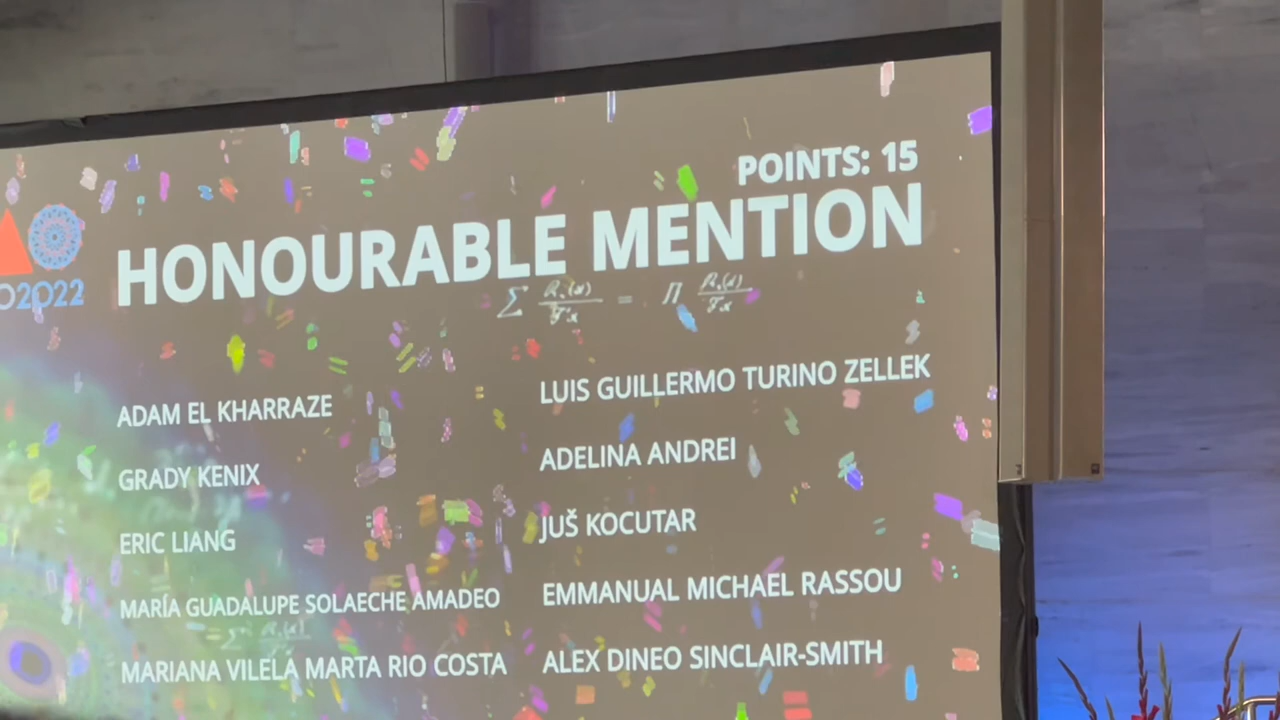 POINTS: 15
HONOURABLE MENTION
O2022
ADAM EL KHARRAZE
GRADY KENIX
ERIC LIANG
MARÍA GUADALUPE SOLAECHE AMADEO
MARIANA VILELA MARTA RIO COSTA
LUIS GUILLERMO TURINO ZELLEK
ADELINA ANDREI
JUŠ KOCUTAR
EMMANUAL MICHAEL RASSOU
ALEX DINEO SINCLAIR-SMITH